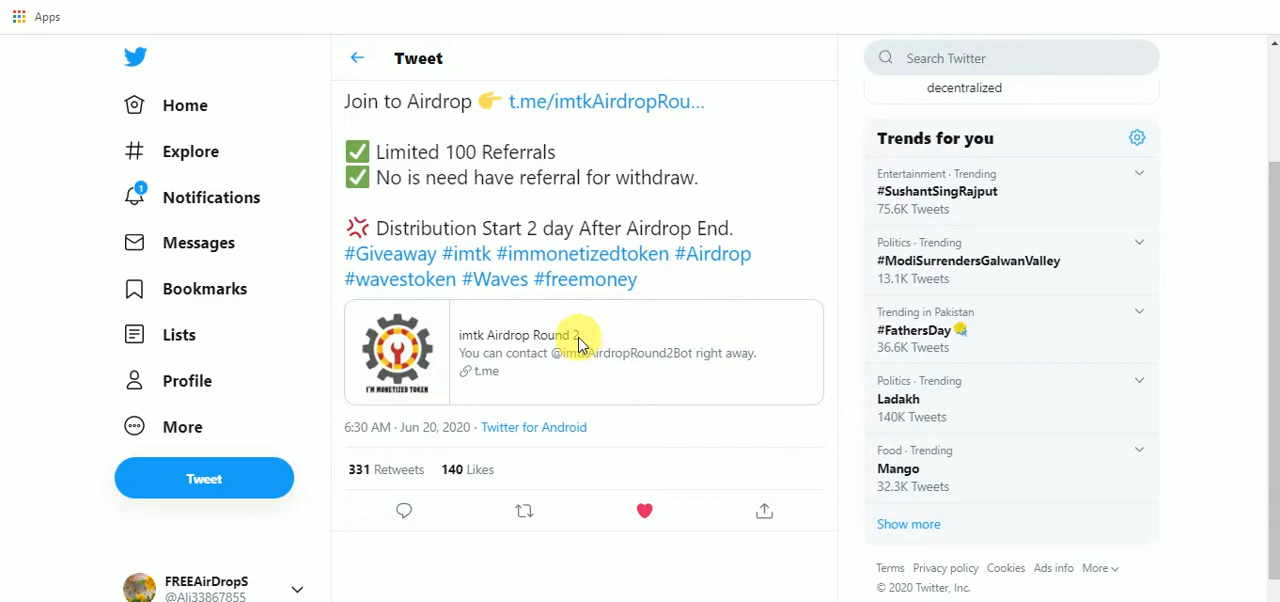 Apps
Home
Explore
1
Notifications
Messages
Bookmarks
Lists
Profile
More
Tweet
FREEAirDropS
@Ali33867855
Tweet
Join to Airdrop 👉 t.me/imtkAirdropRou...
✅ Limited 100 Referrals
✅ No is need have referral for withdraw.
💢 Distribution Start 2 day After Airdrop End.
#Giveaway #imtk #immonetizedtoken #Airdrop
#wavestoken #Waves #freemoney
I'M MONETIZED TOKEN
imtk Airdrop Round 2
You can contact @imtkAirdropRound2Bot right away.
t.me
6:30 AM · Jun 20, 2020 · Twitter for Android
331 Retweets 140 Likes
Search Twitter
decentralized
Trends for you
Entertainment · Trending
#SushantSingRajput
75.6K Tweets
Politics · Trending
#ModiSurrendersGalwanValley
13.1K Tweets
Trending in Pakistan
#FathersDay
36.6K Tweets
Politics · Trending
Ladakh
140K Tweets
Food · Trending
Mango
32.3K Tweets
Show more
Terms Privacy policy Cookies Ads info More
© 2020 Twitter, Inc.